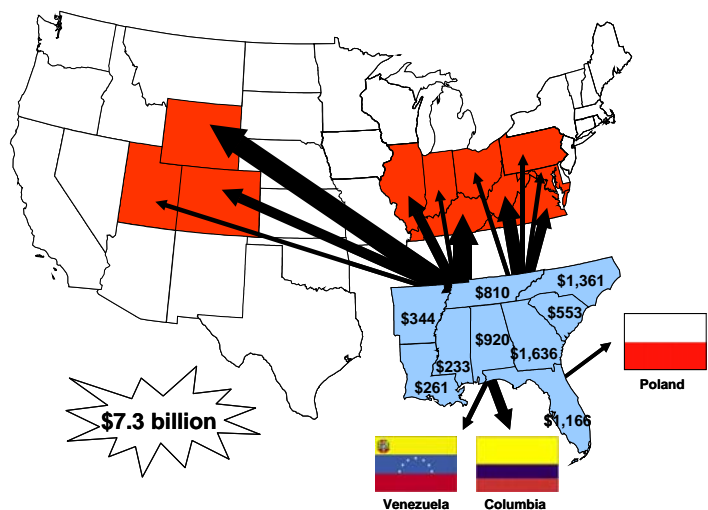 $1,361
$810
$553
$344
$920
$1,636
$233
$261
$1,166
$7.3 billion
Poland
Venezuela
Columbia